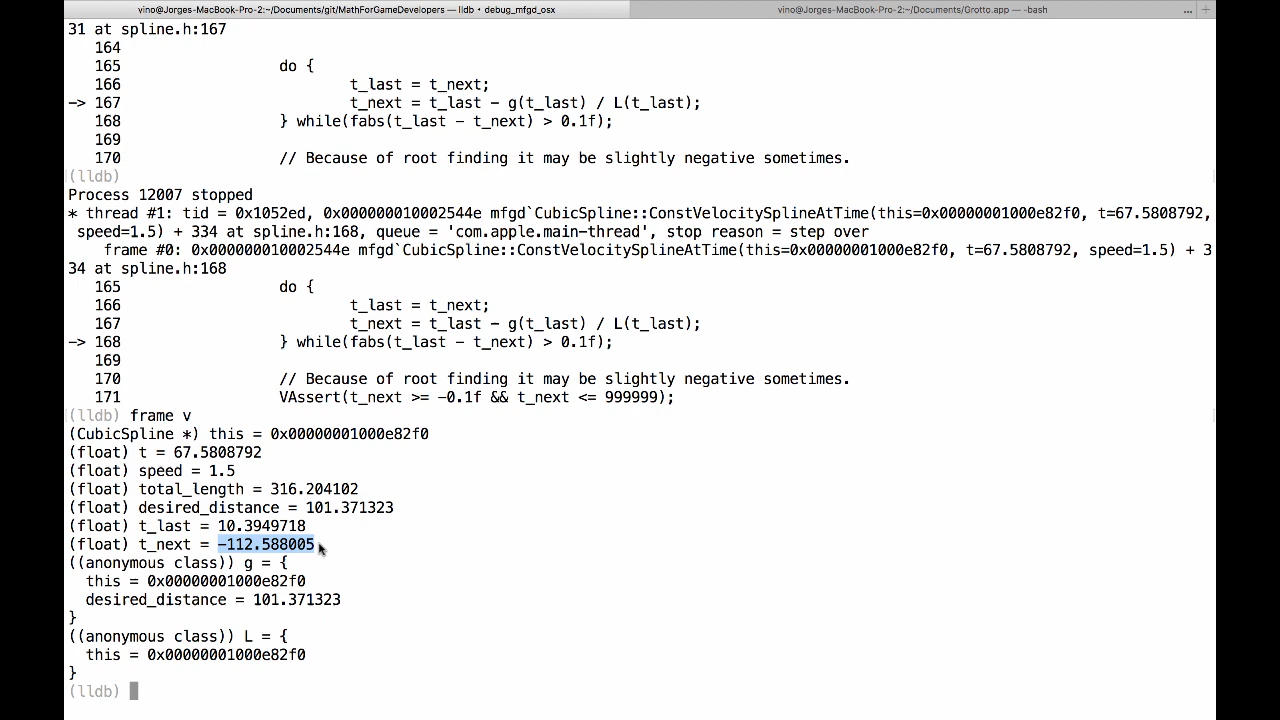 vino@Jorges-MacBook-Pro-2:~/Documents/git/MathForGameDevelopers — lldb • debug_mfgd_osx
vino@Jorges-MacBook-Pro-2:~/Documents/Grotto.app — -bash
... +
31 at spline.h:167
164
165 do {
166 t_last = t_next;
-> 167 t_next = t_last - g(t_last) / L(t_last);
168 } while(fabs(t_last - t_next) > 0.1f);
169
170 // Because of root finding it may be slightly negative sometimes.
(lldb)
Process 12007 stopped
* thread #1: tid = 0x1052ed, 0x000000010002544e mfgd`CubicSpline::ConstVelocitySplineAtTime(this=0x00000001000e82f0, t=67.5808792,
speed=1.5) + 334 at spline.h:168, queue = 'com.apple.main-thread', stop reason = step over
frame #0: 0x000000010002544e mfgd`CubicSpline::ConstVelocitySplineAtTime(this=0x00000001000e82f0, t=67.5808792, speed=1.5) + 3
34 at spline.h:168
165 do {
166 t_last = t_next;
167 t_next = t_last - g(t_last) / L(t_last);
-> 168 } while(fabs(t_last - t_next) > 0.1f);
169
170 // Because of root finding it may be slightly negative sometimes.
171 VAssert(t_next >= -0.1f && t_next <= 999999);
(lldb) frame v
(CubicSpline *) this = 0x00000001000e82f0
(float) t = 67.5808792
(float) speed = 1.5
(float) total_length = 316.204102
(float) desired_distance = 101.371323
(float) t_last = 10.3949718
(float) t_next = -112.588005
((anonymous class)) g = {
this = 0x00000001000e82f0
desired_distance = 101.371323
}
((anonymous class)) L = {
this = 0x00000001000e82f0
}
(lldb)